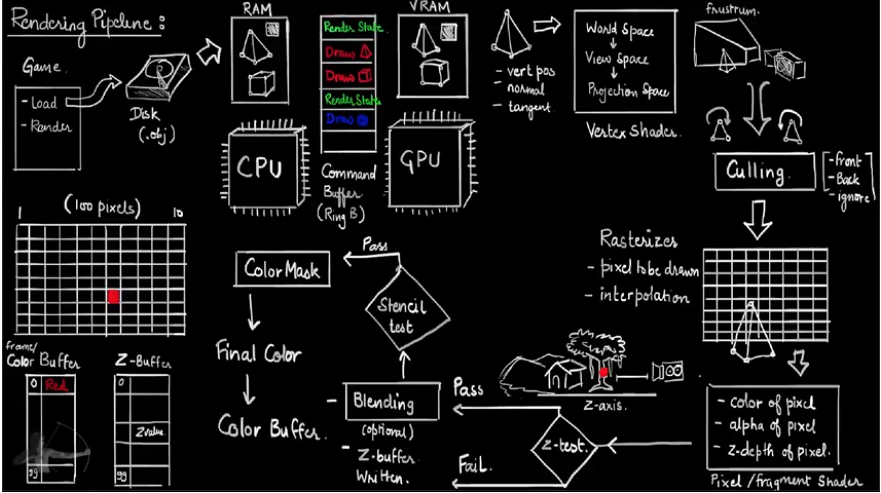 Rendering Pipeline:
Game
- Load
- Render
Disk
(.obj)
RAM
CPU
Render State
Draw
Draw
Render State
Draw
Command
Buffer
(Ring B)
VRAM
GPU
- vert pos
- normal
- tangent
World Space
View Space
Projection Space
Vertex Shader.
frustrum.
Culling.
- front
- Back
- ignore
1 (100 pixels) 10
Rasterizes
- pixel to be drawn
- interpolation
- color of pixel
- alpha of pixel
- z-depth of pixel.
Pixel/fragment Shader
z-axis.
z-test.
Pass
Fail.
- Blending
(optional)
- Z-buffer
Written.
Stencil
test
Pass
Color Mask
Final Color
Color Buffer.
frame/
Color Buffer
0 Red
99
Z-Buffer
0
Zvalue
99